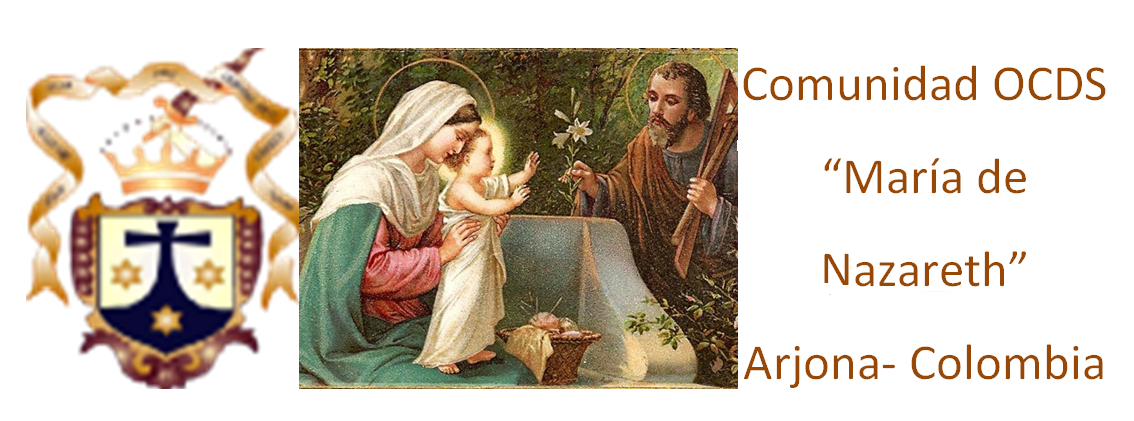 Comunidad OCDS
“María de
Nazareth”
Arjona- Colombia